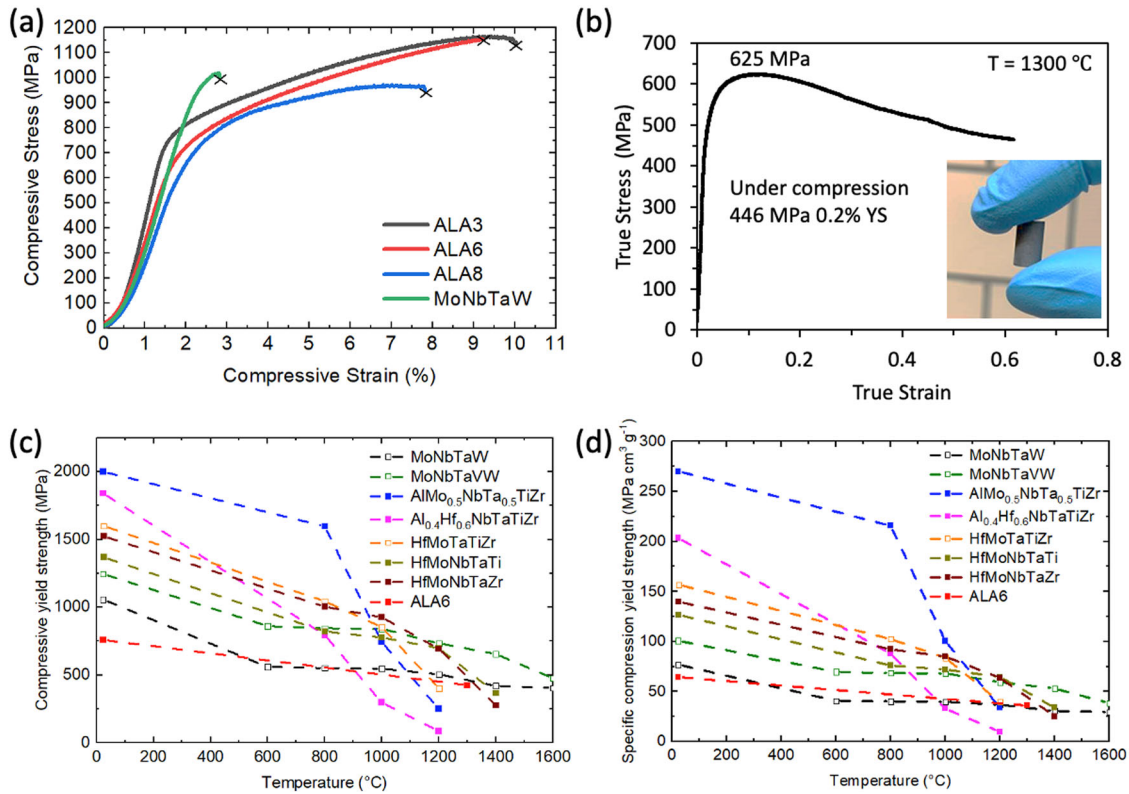 (a)
1200
1100
1000
900
800
700
600
500
400
300
200
100
0
Compressive Stress (MPa)
ALA3
ALA6
ALA8
MoNbTaW
0 1 2 3 4 5 6 7 8 9 10 11
Compressive Strain (%)
(b)
700
600
500
400
300
200
100
0
True Stress (MPa)
625 MPa
T = 1300 °C
Under compression
446 MPa 0.2% YS
0 0.2 0.4 0.6 0.8
True Strain
(c)
2000
1500
1000
500
0
Compressive yield strength (MPa)
MoNbTaW
MoNbTaVW
AlMo0.5NbTa0.5TiZr
Al0.4Hf0.6NbTaTiZr
HfMoTaTiZr
HfMoNbTaTi
HfMoNbTaZr
ALA6
0 200 400 600 800 1000 1200 1400 1600
Temperature (°C)
(d)
300
250
200
150
100
50
0
Specific compression yield strength (MPa cm3 g-1)
MoNbTaW
MoNbTaVW
AlMo0.5NbTa0.5TiZr
Al0.4Hf0.6NbTaTiZr
HfMoTaTiZr
HfMoNbTaTi
HfMoNbTaZr
ALA6
0 200 400 600 800 1000 1200 1400 1600
Temperature (°C)